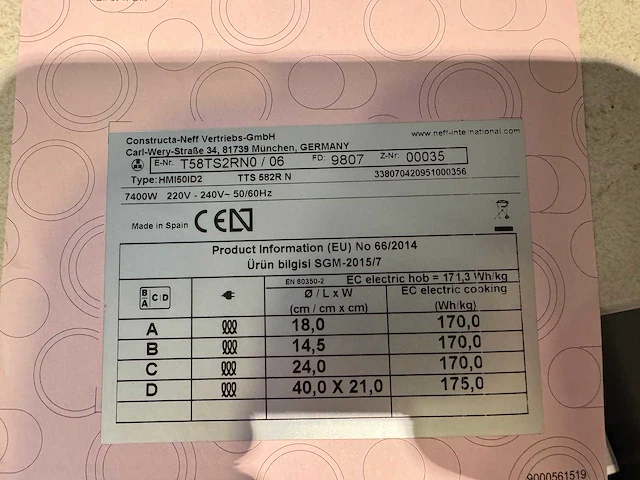 Constructa-Neff Vertriebs-GmbH
Carl-Wery-Straße 34, 81739 München, GERMANY
www.neff-international.com
E-Nr. T58TS2RN0 / 06 FD: 9807 Z-Nr: 00035
Type: HMI50ID2 TTS 582R N 338070420951000356
7400W 220V - 240V~ 50/60Hz
Made in Spain CE N
Product Information (EU) No 66/2014
Ürün bilgisi SGM-2015/7
EN 60350-2 EC electric hob = 171,3 Wh/kg
B A C D
Ø / L x W
(cm / cm x cm)
EC electric cooking
(Wh/kg)
A 18,0 170,0
B 14,5 170,0
C 24,0 170,0
D 40,0 X 21,0 175,0
9000561519